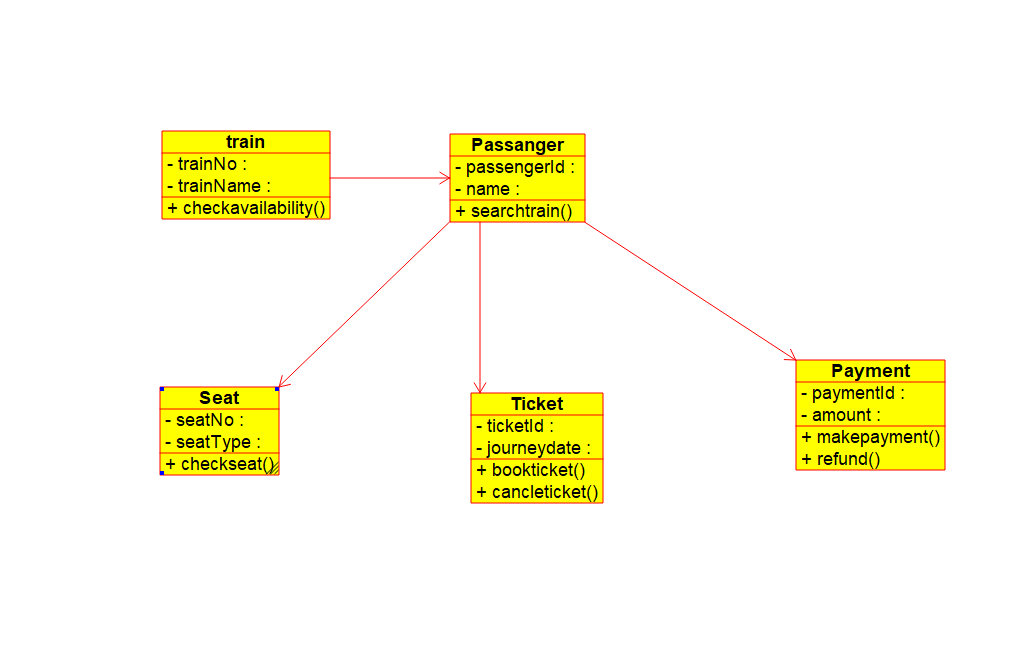 train
- trainNo :
- trainName :
+ checkavailability()
Passanger
- passengerId :
- name :
+ searchtrain()
Seat
- seatNo :
- seatType :
+ checkseat()
Ticket
- ticketId :
- journeydate :
+ bookticket()
+ cancleticket()
Payment
- paymentId :
- amount :
+ makepayment()
+ refund()